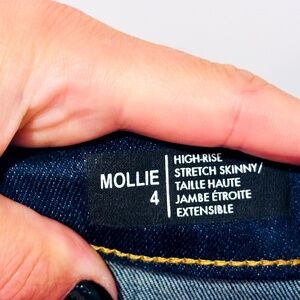 MOLLIE
4
HIGH-RISE
STRETCH SKINNY/
TAILLE HAUTE
JAMBE ÉTROITE
EXTENSIBLE